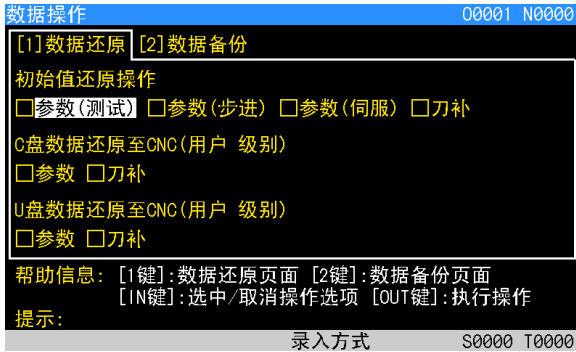 数据操作 O0001 N0000
[1]数据还原 [2]数据备份
初始值还原操作
□参数(测试) □参数(步进) □参数(伺服) □刀补
C盘数据还原至CNC(用户 级别)
□参数 □刀补
U盘数据还原至CNC(用户 级别)
□参数 □刀补
帮助信息: [1键]:数据还原页面 [2键]:数据备份页面
[IN键]:选中/取消操作选项 [OUT键]:执行操作
提示:
录入方式 S0000 T0000